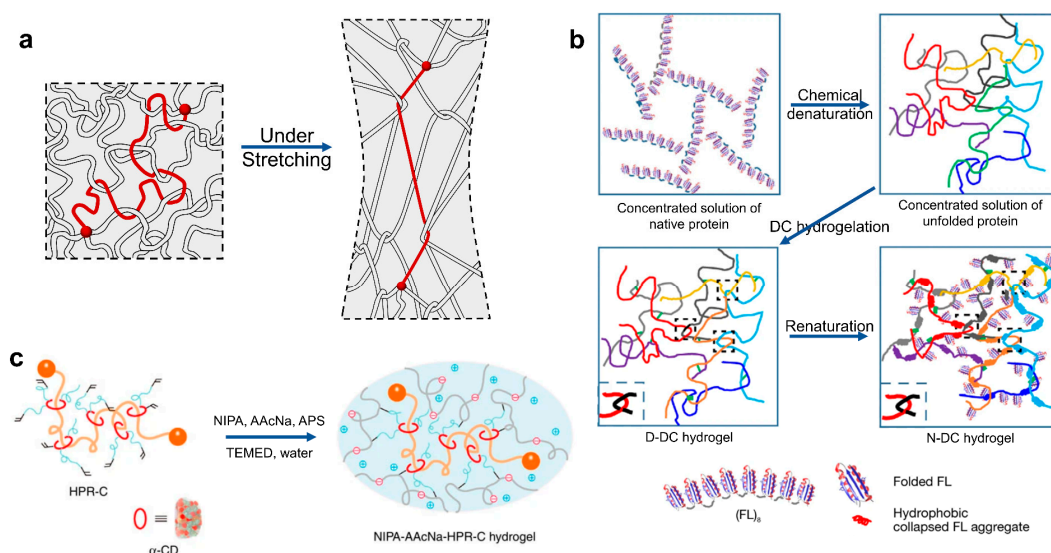 a
Under
Stretching
b
Chemical
denaturation
Concentrated solution of
native protein
Concentrated solution of
unfolded protein
DC hydrogelation
Renaturation
D-DC hydrogel
N-DC hydrogel
(FL)8
Folded FL
Hydrophobic
collapsed FL aggregate
c
NIPA, AAcNa, APS
TEMED, water
HPR-C
α-CD
NIPA-AAcNa-HPR-C hydrogel